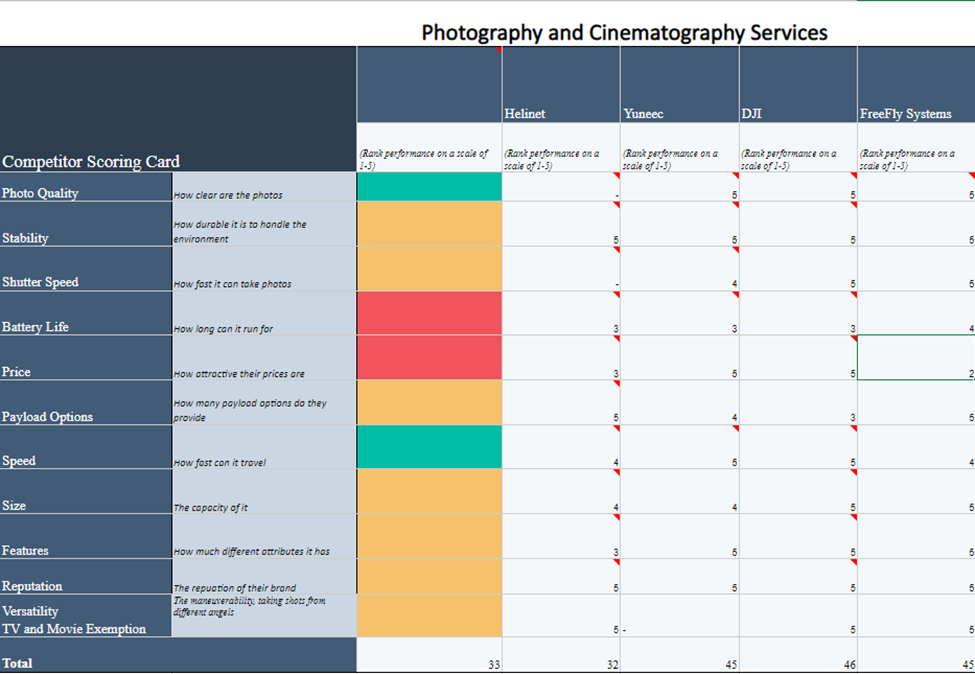 Photography and Cinematography Services
Helinet Yuneec DJI FreeFly Systems
Competitor Scoring Card
(Rank performance on a scale of 1-5) (Rank performance on a scale of 1-5) (Rank performance on a scale of 1-5) (Rank performance on a scale of 1-5) (Rank performance on a scale of 1-5)
Photo Quality How clear are the photos - 5 5 5
Stability How durable it is to handle the environment 5 5 5 5
Shutter Speed How fast it can take photos - 4 5 5
Battery Life How long can it run for 3 3 3 4
Price How attractive their prices are 3 5 5 2
Payload Options How many payload options do they provide 5 4 3 5
Speed How fast can it travel 4 5 5 4
Size The capacity of it 4 4 5 5
Features How much different attributes it has 3 5 5 5
Reputation The repuation of their brand 5 5 5 5
Versatility The maneuverability, taking shots from different angels
TV and Movie Exemption 5 - 5 5
Total 33 32 45 46 45